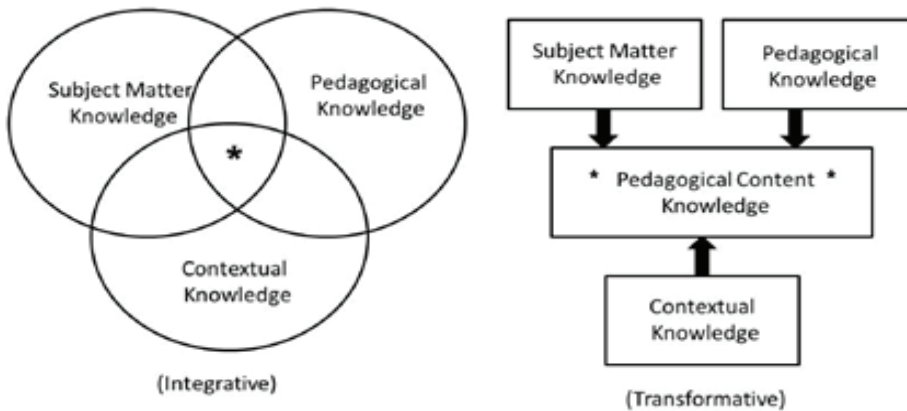 Subject Matter
Knowledge
Pedagogical
Knowledge
*
Contextual
Knowledge
(Integrative)
Subject Matter
Knowledge
Pedagogical
Knowledge
* Pedagogical Content *
Knowledge
Contextual
Knowledge
(Transformative)